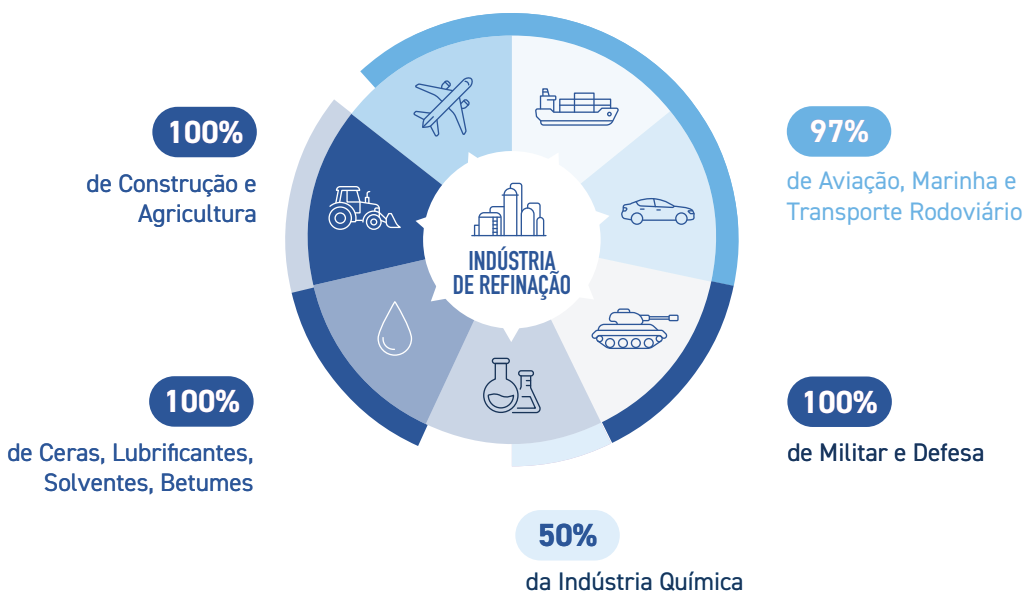 100%
de Construção e
Agricultura
97%
de Aviação, Marinha e
Transporte Rodoviário
INDÚSTRIA
DE REFINAÇÃO
100%
de Ceras, Lubrificantes,
Solventes, Betumes
100%
de Militar e Defesa
50%
da Indústria Química